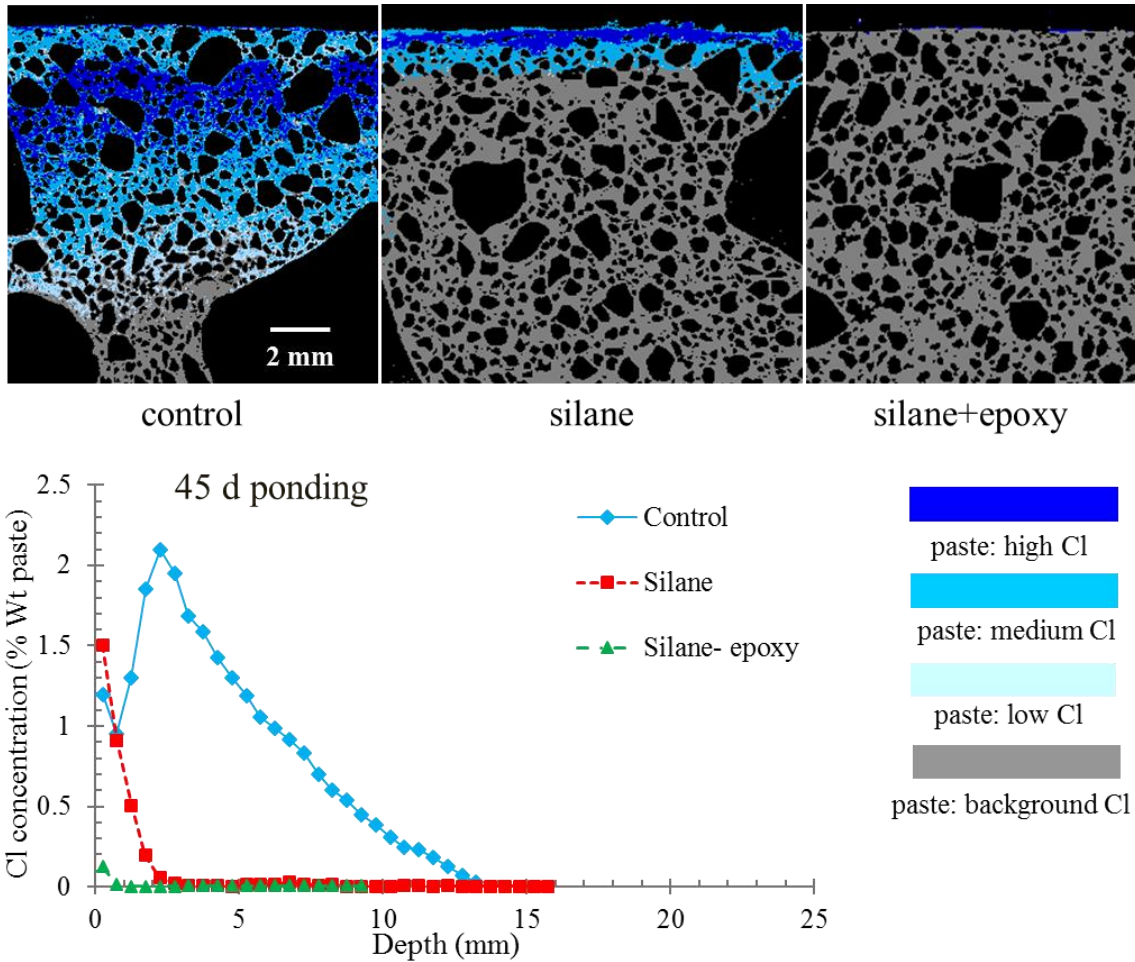 2 mm
control
silane
silane+epoxy
45 d ponding
Cl concentration (% Wt paste)
2.5
2
1.5
1
0.5
0
0
5
10
15
20
25
Depth (mm)
Control
Silane
Silane- epoxy
paste: high Cl
paste: medium Cl
paste: low Cl
paste: background Cl